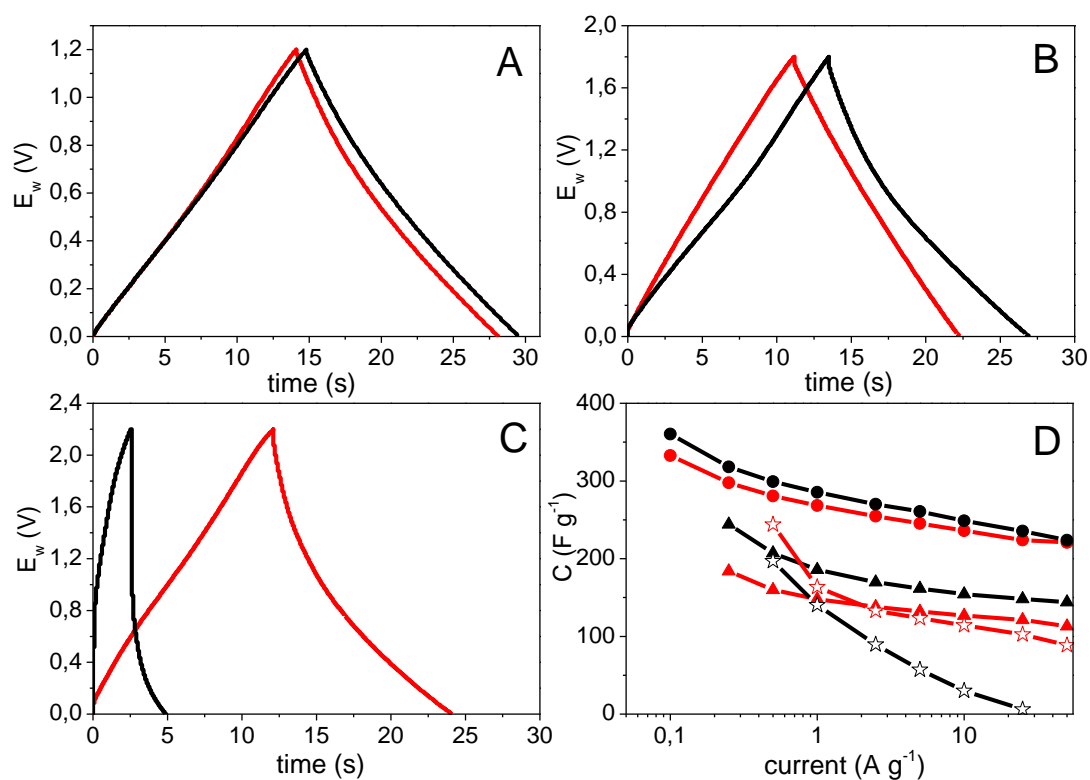 A
E_w (V)
1,2
1,0
0,8
0,6
0,4
0,2
0,0
0 5 10 15 20 25 30
time (s)
B
E_w (V)
2,0
1,6
1,2
0,8
0,4
0,0
0 5 10 15 20 25 30
time (s)
C
E_w (V)
2,4
2,0
1,6
1,2
0,8
0,4
0,0
0 5 10 15 20 25 30
time (s)
D
C (F g⁻¹)
400
300
200
100
0
0,1 1 10
current (A g⁻¹)